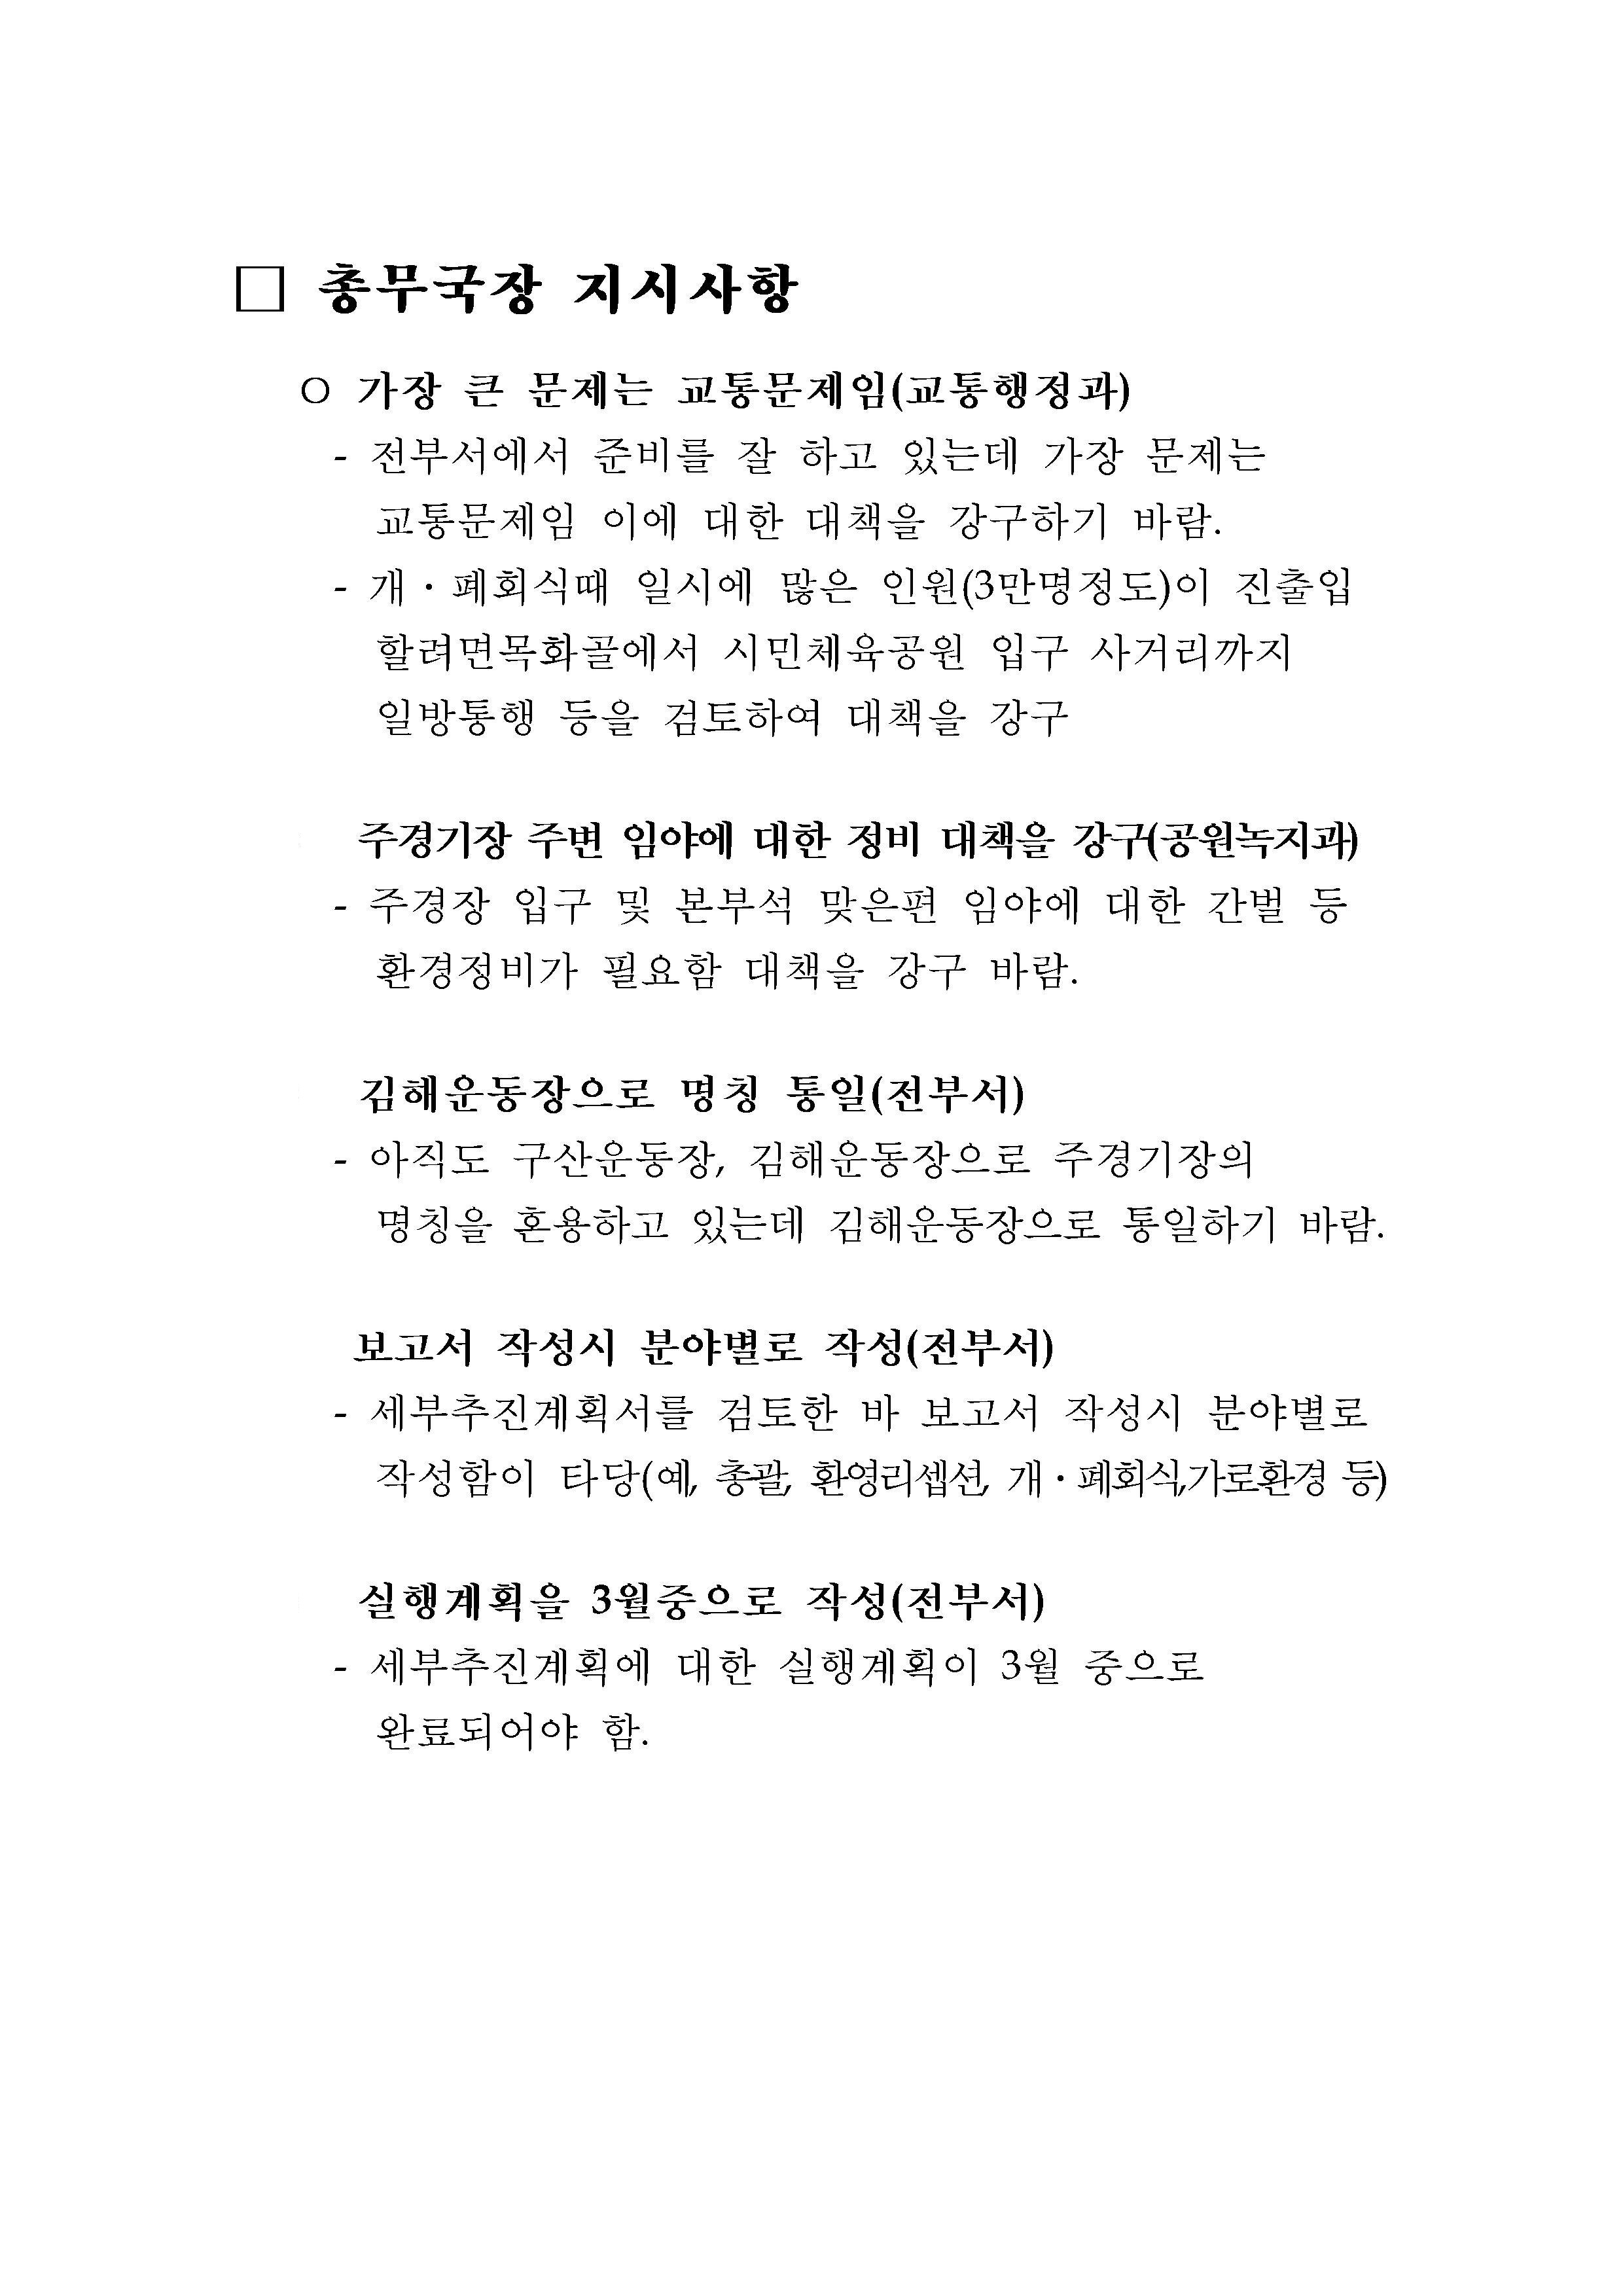 □ 총무국장 지시사항
○ 가장 큰 문제는 교통문제임(교통행정과)
- 전부서에서 준비를 잘 하고 있는데 가장 문제는
교통문제임 이에 대한 대책을 강구하기 바람.
- 개·폐회식때 일시에 많은 인원(3만명정도)이 진출입
할려면목화골에서 시민체육공원 입구 사거리까지
일방통행 등을 검토하여 대책을 강구
주경기장 주변 임야에 대한 정비 대책을 강구(공원녹지과)
- 주경장 입구 및 본부석 맞은편 임야에 대한 간벌 등
환경정비가 필요함 대책을 강구 바람.
김해운동장으로 명칭 통일(전부서)
- 아직도 구산운동장, 김해운동장으로 주경기장의
명칭을 혼용하고 있는데 김해운동장으로 통일하기 바람.
보고서 작성시 분야별로 작성(전부서)
- 세부추진계획서를 검토한 바 보고서 작성시 분야별로
작성함이 타당(예, 총괄, 환영리셉션, 개·폐회식,가로환경 등)
실행계획을 3월중으로 작성(전부서)
- 세부추진계획에 대한 실행계획이 3월 중으로
완료되어야 함.